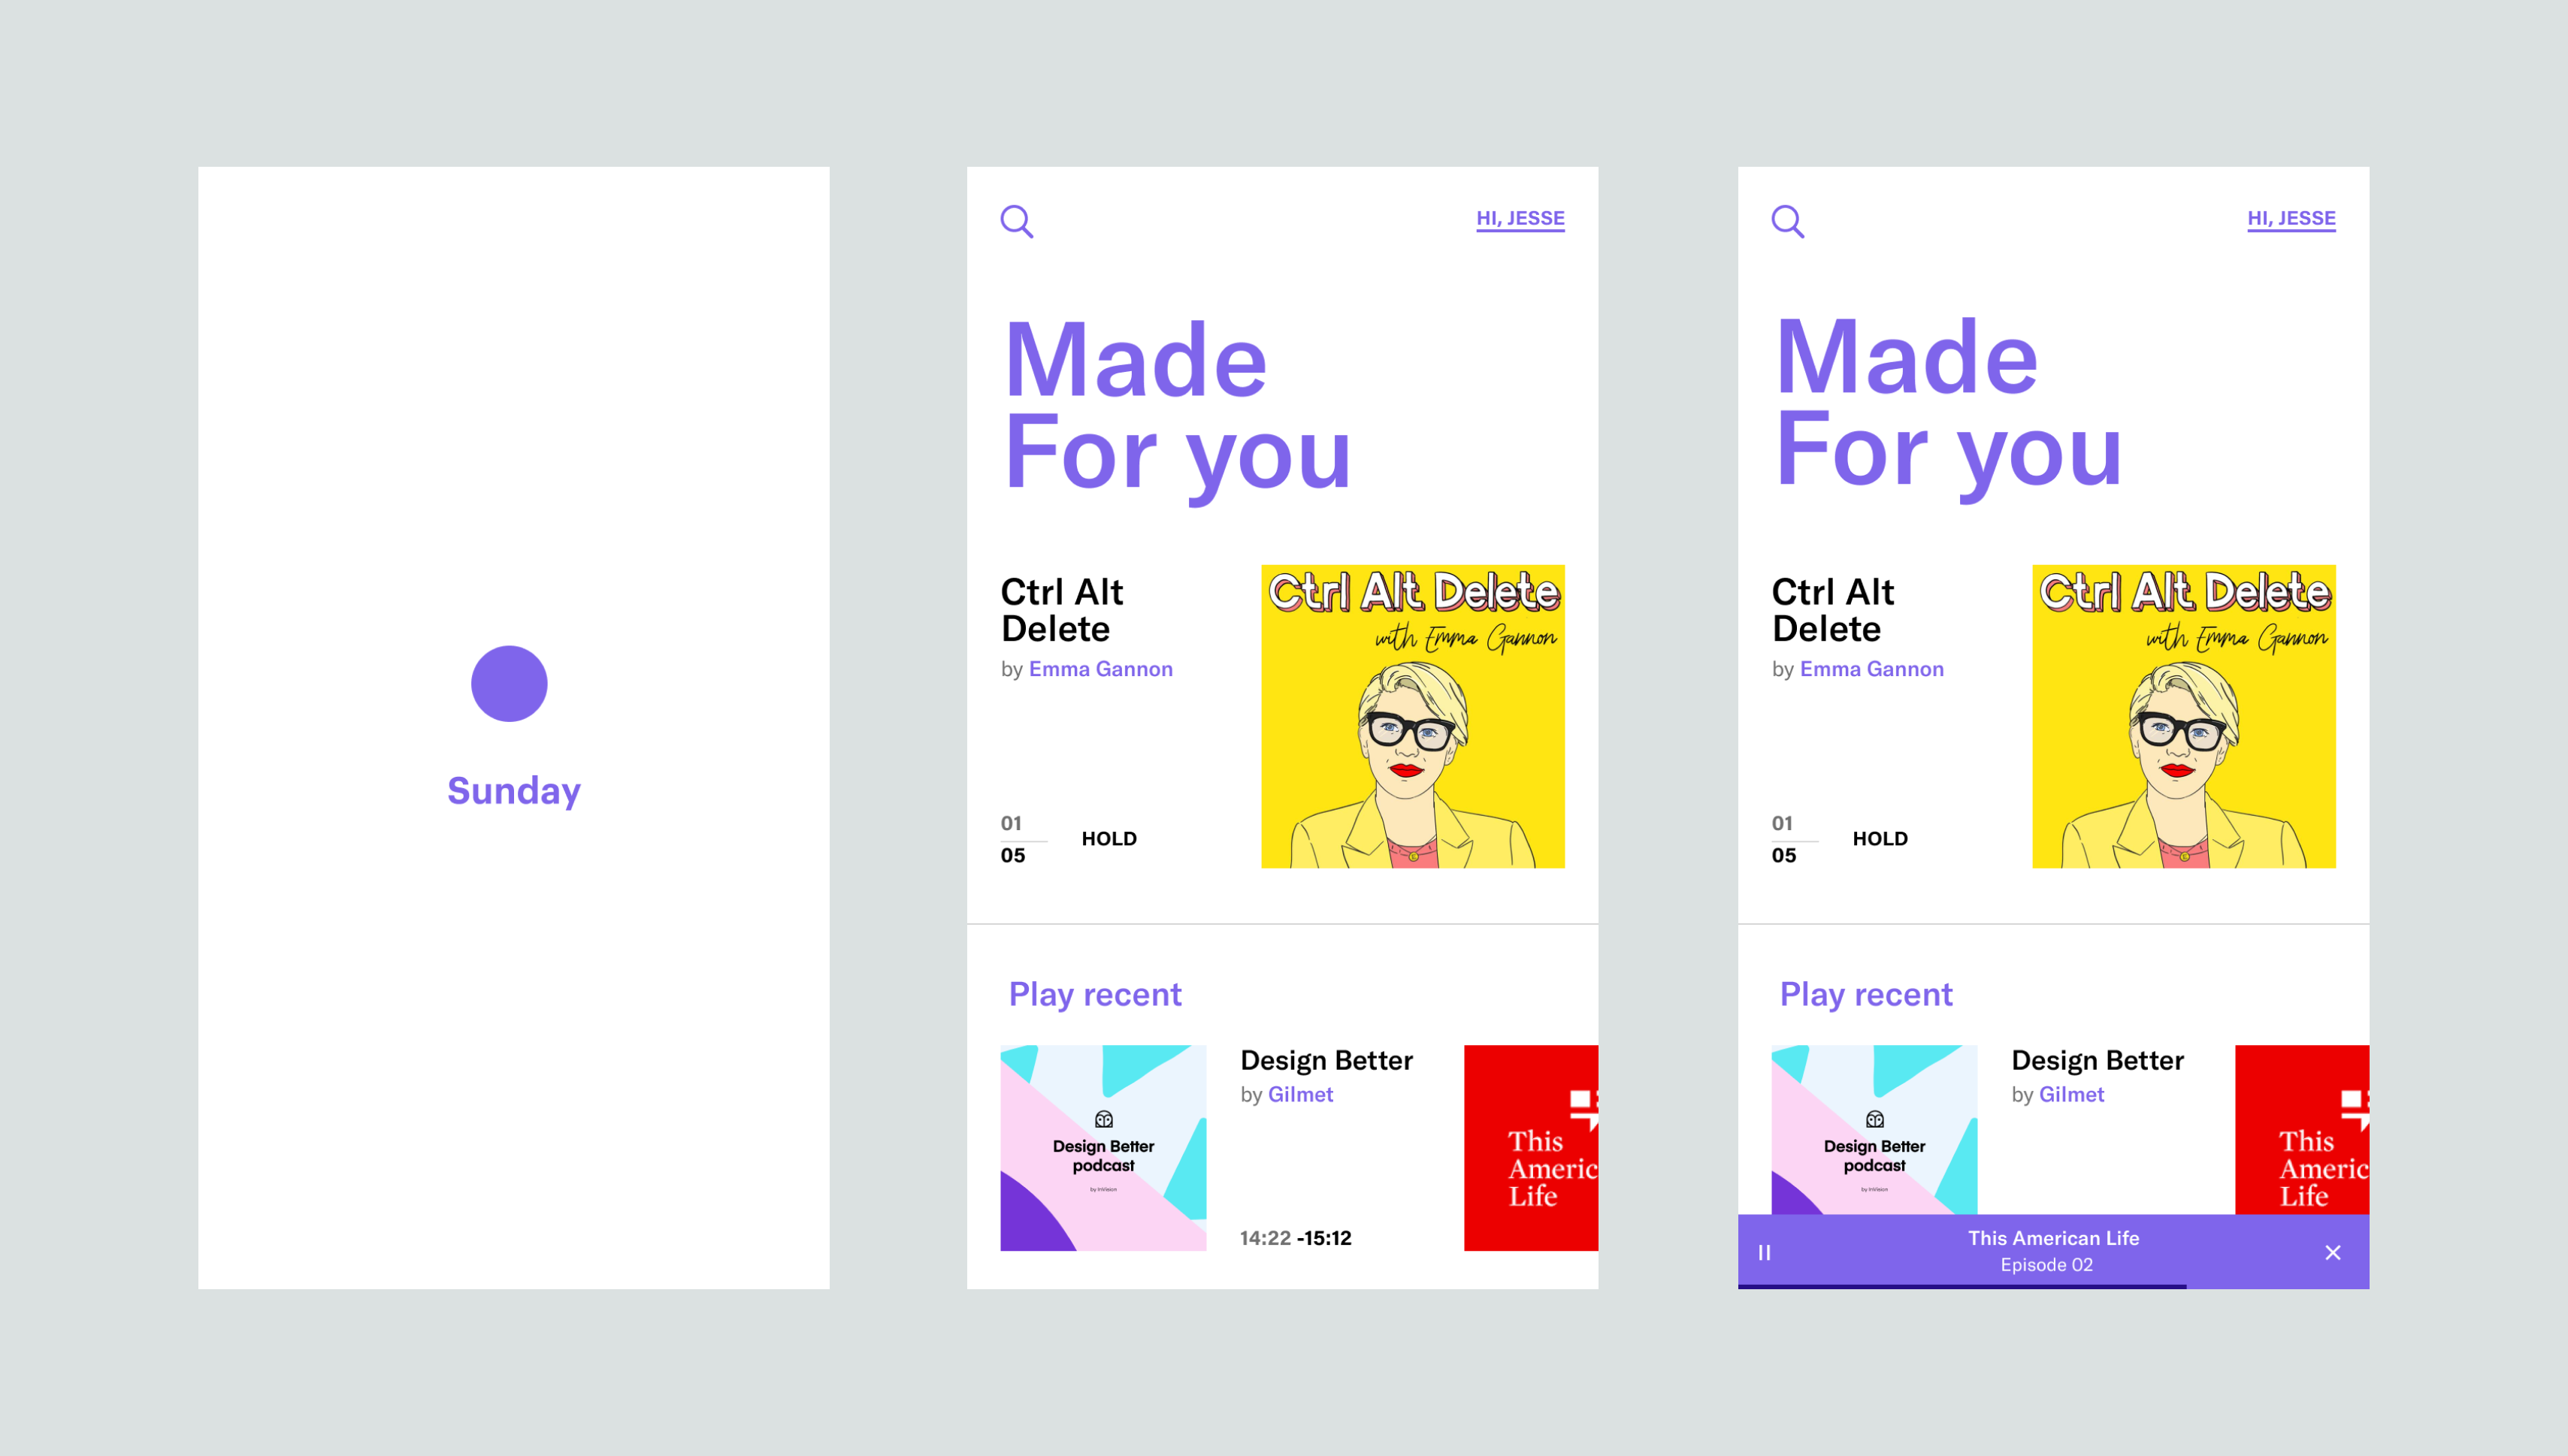 Sunday
HI, JESSE
Made
For you
Ctrl Alt
Delete
by Emma Gannon
01
05
HOLD
Ctrl Alt Delete
with Emma Gannon
Play recent
Design Better
podcast
by InVision
Design Better
by Gilmet
14:22 -15:12
This
Americ
Life
HI, JESSE
Made
For you
Ctrl Alt
Delete
by Emma Gannon
01
05
HOLD
Ctrl Alt Delete
with Emma Gannon
Play recent
Design Better
podcast
by InVision
Design Better
by Gilmet
This
Americ
Life
This American Life
Episode 02